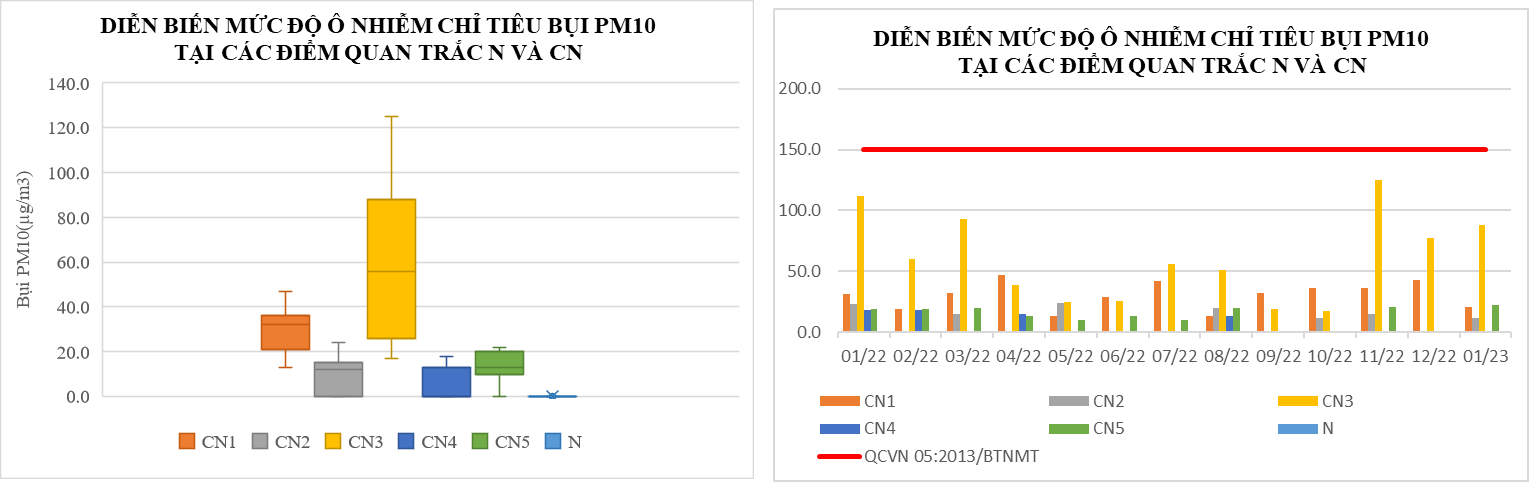 DIỄN BIẾN MỨC ĐỘ Ô NHIỄM CHỈ TIÊU BỤI PM10
TẠI CÁC ĐIỂM QUAN TRẮC N VÀ CN
140.0
120.0
100.0
80.0
60.0
40.0
20.0
0.0
Bụi PM10(µg/m3)
CN1 CN2 CN3 CN4 CN5 N
DIỄN BIẾN MỨC ĐỘ Ô NHIỄM CHỈ TIÊU BỤI PM10
TẠI CÁC ĐIỂM QUAN TRẮC N VÀ CN
200.0
150.0
100.0
50.0
0.0
01/22 02/22 03/22 04/22 05/22 06/22 07/22 08/22 09/22 10/22 11/22 12/22 01/23
CN1 CN2 CN3
CN4 CN5 N
QCVN 05:2013/BTNMT